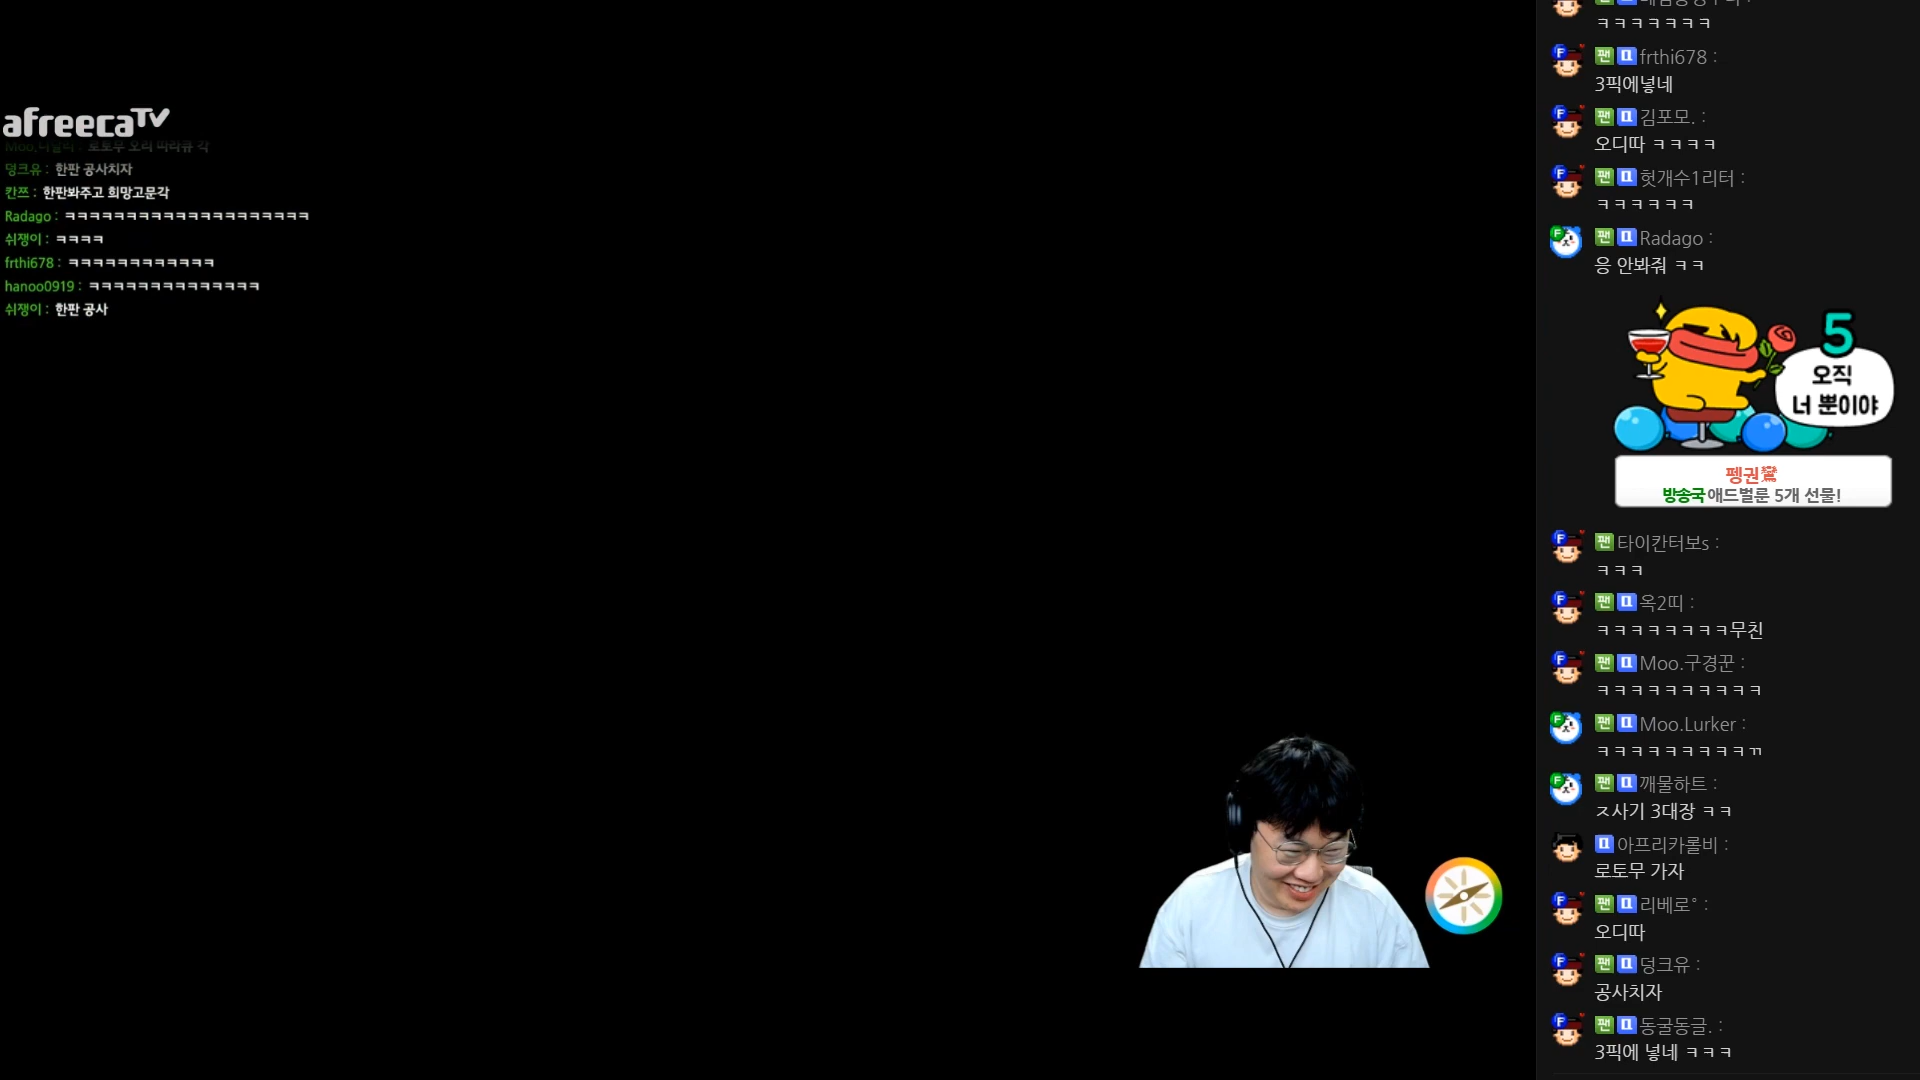 afreecaTV
덩크유 : 한판 공사치자
칸쯔 : 한판봐주고 희망고문각
Radago : ㅋㅋㅋㅋㅋㅋㅋㅋㅋㅋㅋㅋㅋㅋㅋㅋㅋㅋㅋㅋ
쉬쟁이 : ㅋㅋㅋㅋ
frthi678 : ㅋㅋㅋㅋㅋㅋㅋㅋㅋㅋㅋㅋ
hanoo0919 : ㅋㅋㅋㅋㅋㅋㅋㅋㅋㅋㅋㅋㅋㅋ
쉬쟁이 : 한판 공사
ㅋㅋㅋㅋㅋㅋㅋ
팬 frthi678 :
3픽에넣네
팬 김포모. :
오디따 ㅋㅋㅋㅋ
팬 헛개수1리터 :
ㅋㅋㅋㅋㅋㅋ
팬 Radago :
응 안봐줘 ㅋㅋ
5
오직
너 뿐이야
펭귄
방송국 애드벌룬 5개 선물!
팬 타이칸터보s :
ㅋㅋㅋ
팬 옥2띠 :
ㅋㅋㅋㅋㅋㅋㅋㅋ무친
팬 Moo.구경꾼 :
ㅋㅋㅋㅋㅋㅋㅋㅋㅋㅋ
팬 Moo.Lurker :
ㅋㅋㅋㅋㅋㅋㅋㅋㅋㄲ
팬 깨물하트 :
ㅈ사기 3대장 ㅋㅋ
아프리카롤비 :
로토무 가자
팬 리베로° :
오디따
팬 덩크유 :
공사치자
팬 동굴동글. :
3픽에 넣네 ㅋㅋㅋ